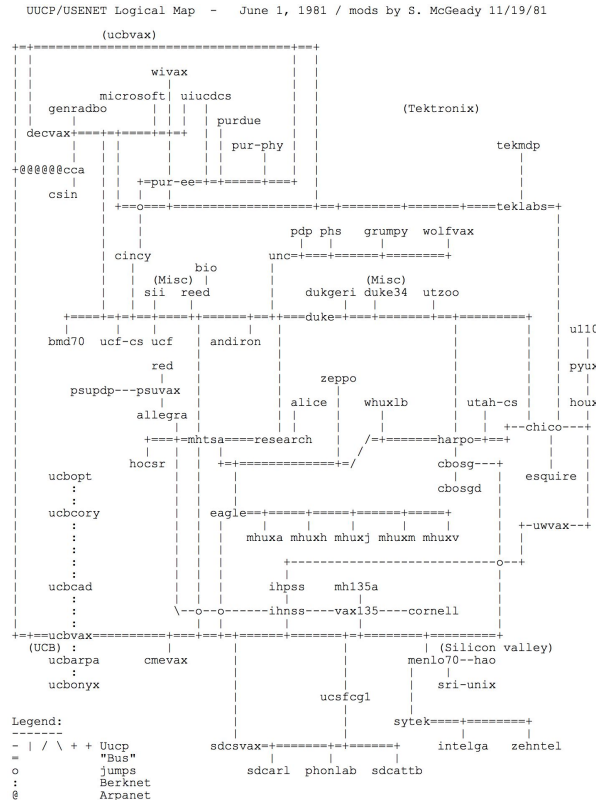 UUCP/USENET Logical Map - June 1, 1981 / mods by S. McGeady 11/19/81
(ucbvax)
wivax
microsoft uiucdcs
genradbo (Tektronix)
purdue
decvax
pur-phy tekmdp
@@@@@@cca
pur-ee
csin
o teklabs
pdp phs grumpy wolfvax
cincy unc
bio
(Misc) (Misc)
sii reed dukgeri duke34 utzoo
duke
bmd70 ucf-cs ucf andiron
red
zeppo
psupdp---psuvax
alice whuxlb utah-cs
allegra
chico
mhtsa====research harpo
hocsr cbosg
ucbopt esquire
cbosgd
ucbcory eagle
uwvax
mhuxa mhuxh mhuxj mhuxm mhuxv
o
ucbcad ihpss mh135a
o o ihnss----vax135----cornell
ucbvax
(UCB) (Silicon valley)
ucbarpa cmevax menlo70--hao
ucbonyx sri-unix
ucsfcg1
Legend: sytek
- | / \ + + Uucp sdcsvax intelga zehntel
= "Bus"
o jumps sdcarl phonlab sdcattb
: Berknet
@ Arpanet